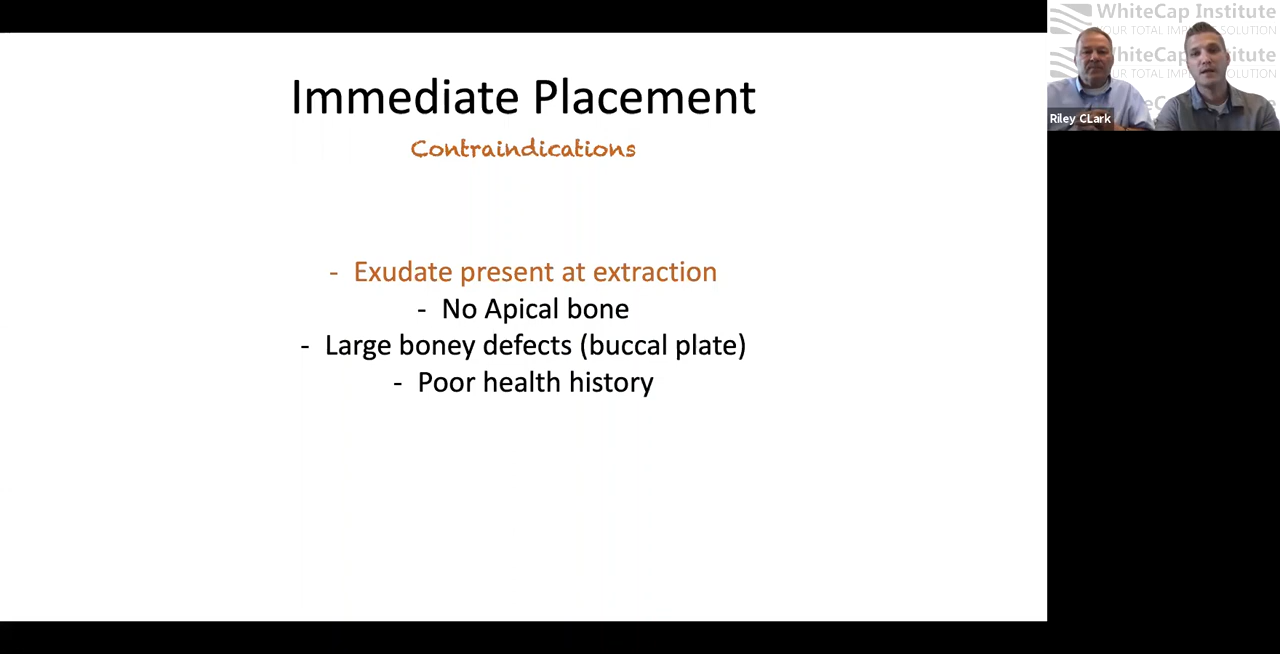 Immediate Placement
Contraindications
- Exudate present at extraction
- No Apical bone
- Large boney defects (buccal plate)
- Poor health history
WhiteCap Institute
Riley CLark